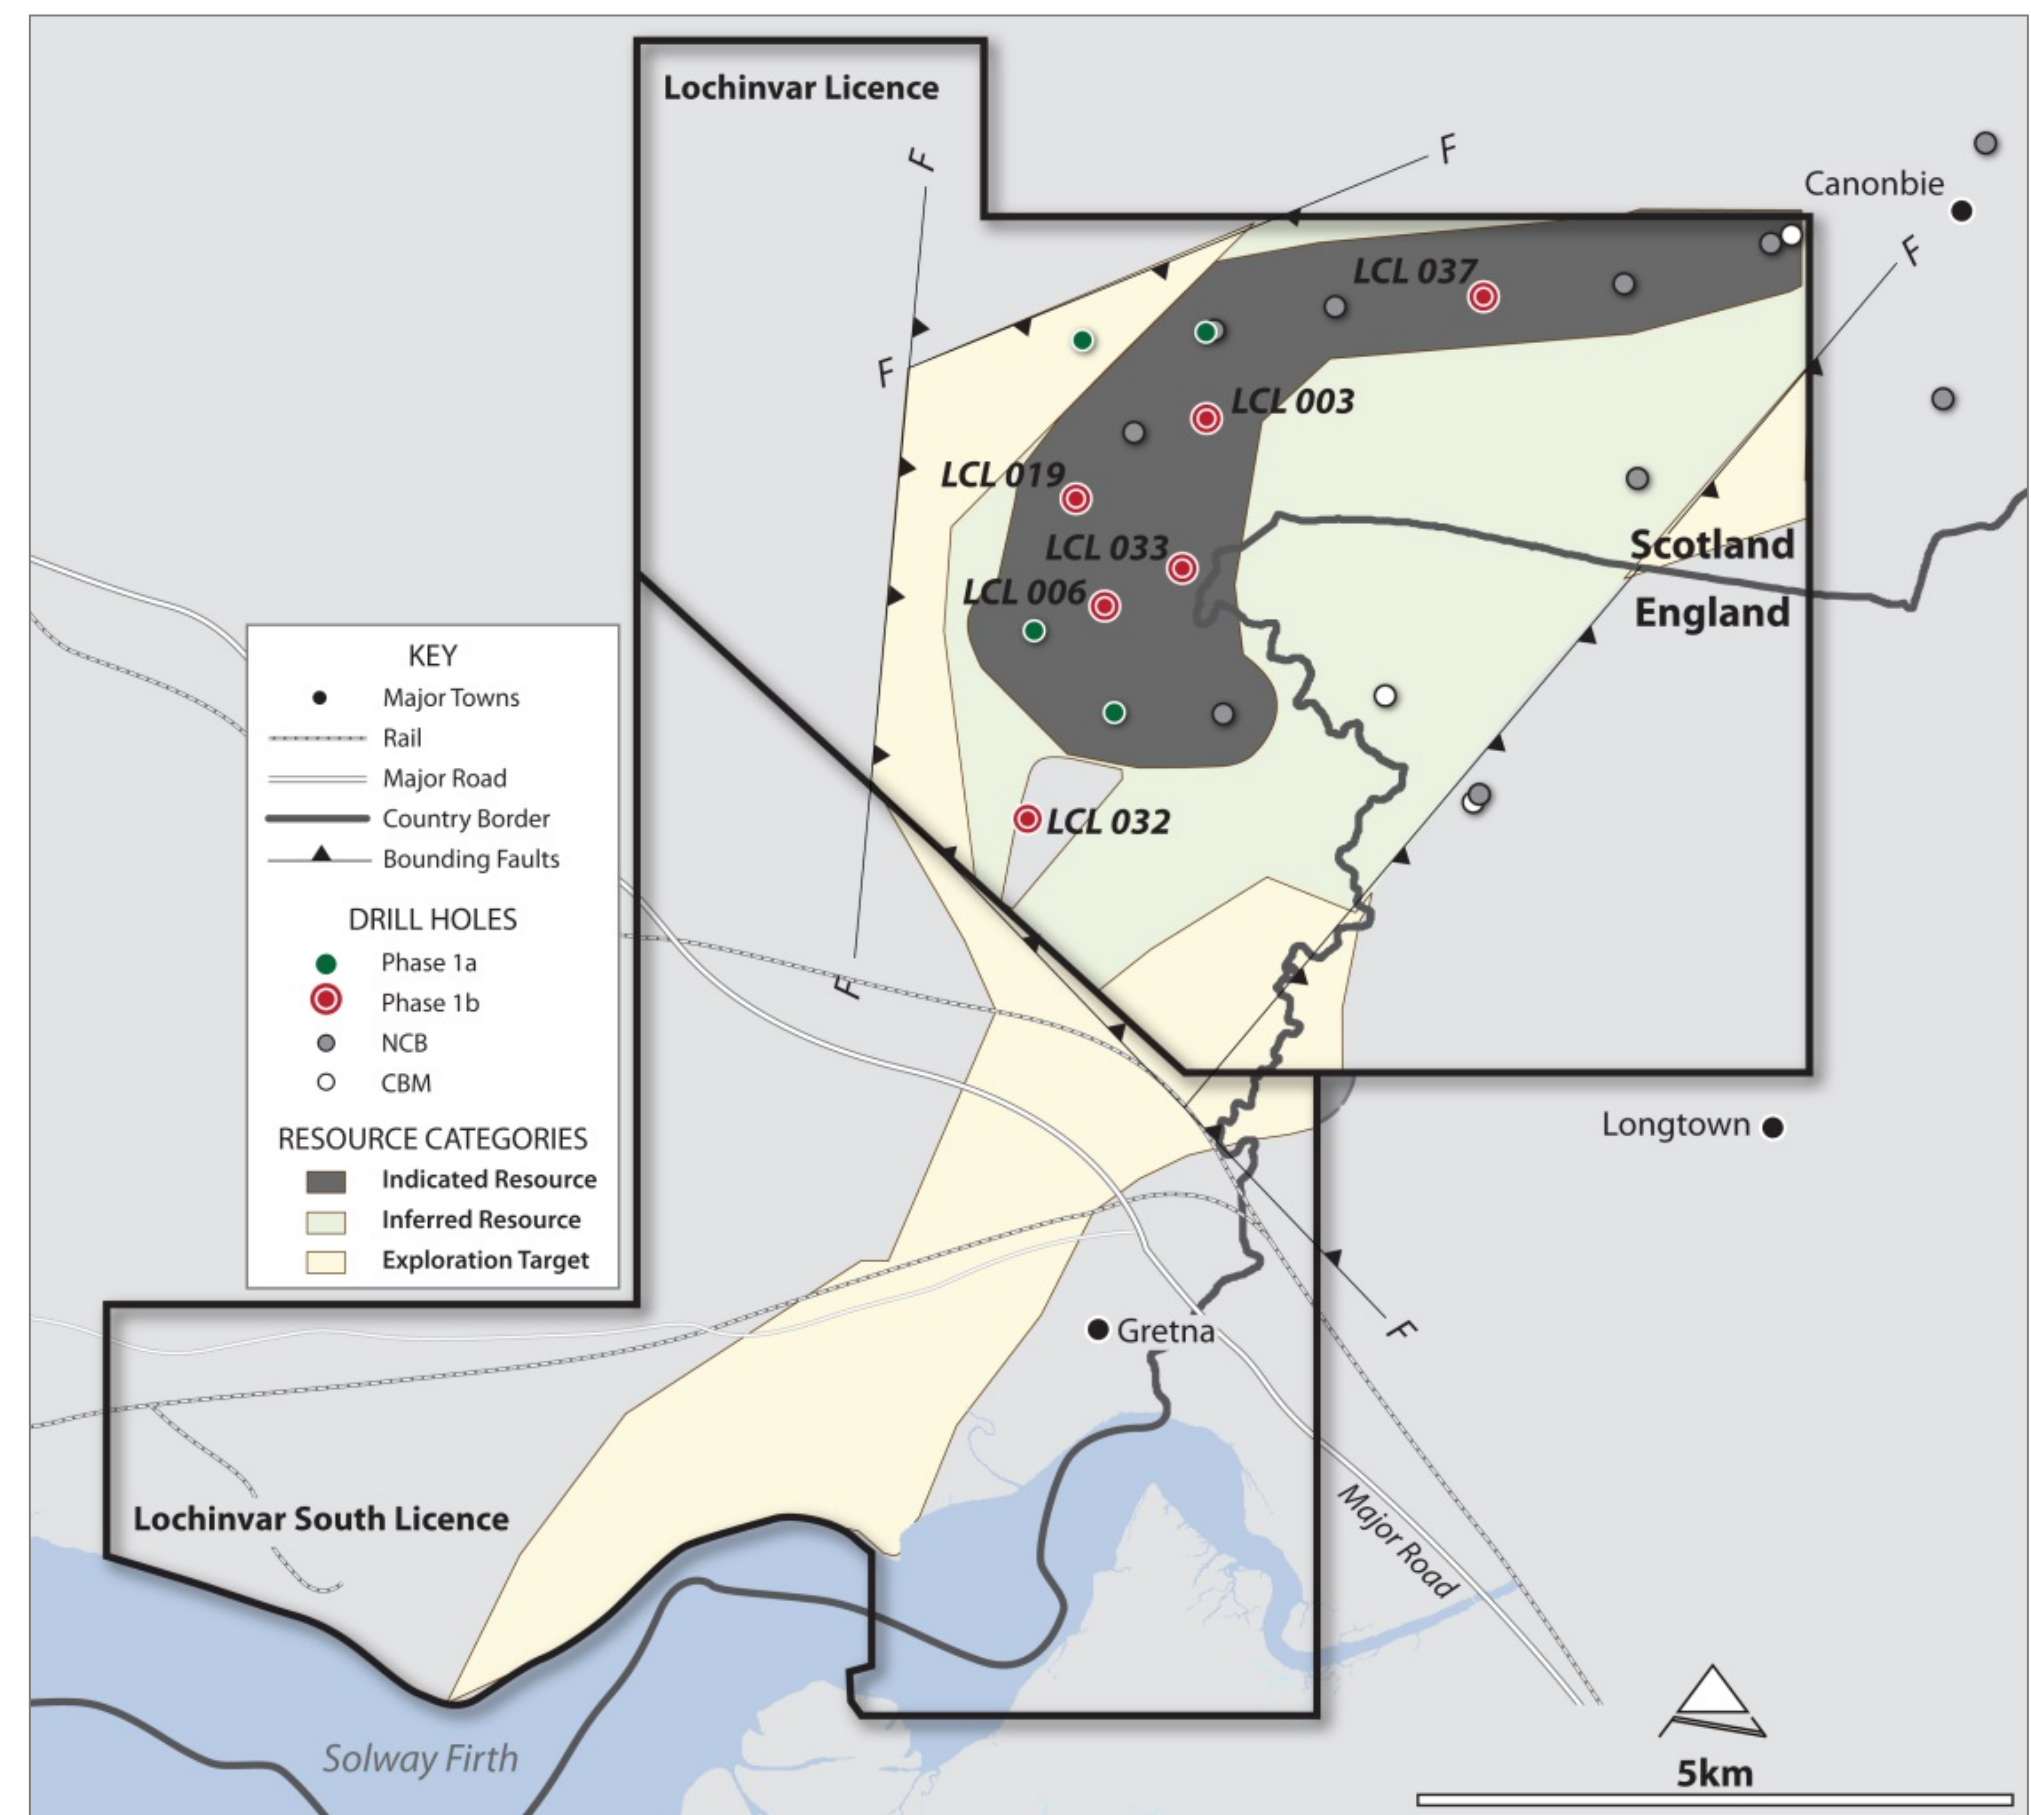 Lochinvar Licence
F
F
Canonbie
F
LCL 037
F
LCL 003
LCL 019
Scotland
LCL 033
LCL 006
England
KEY
Major Towns
Rail
Major Road
Country Border
Bounding Faults
LCL 032
DRILL HOLES
Phase 1a
F
Phase 1b
NCB
CBM
Longtown
RESOURCE CATEGORIES
Indicated Resource
Inferred Resource
Exploration Target
Gretna
F
Lochinvar South Licence
Major Road
Solway Firth
5km